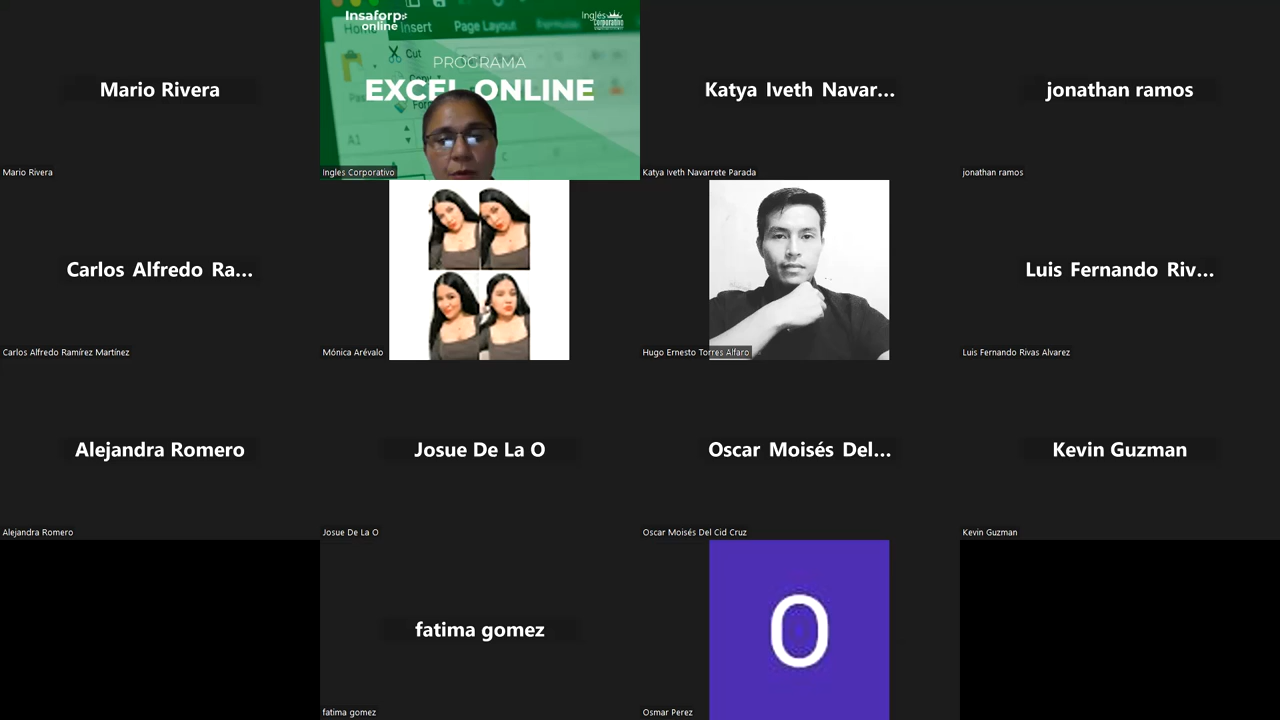 Mario Rivera
Mario Rivera
Insaforp
online
Inglés
Corporativo
Home
Insert
Page Layout
Cut
Copy
PROGRAMA
EXCEL ONLINE
A1
C
Ingles Corporativo
Katya Iveth Navar...
Katya Iveth Navarrete Parada
jonathan ramos
jonathan ramos
Carlos Alfredo Ra...
Carlos Alfredo Ramírez Martínez
Mónica Arévalo
Hugo Ernesto Torres Alfaro
Luis Fernando Riv...
Luis Fernando Rivas Alvarez
Alejandra Romero
Alejandra Romero
Josue De La O
Josue De La O
Oscar Moisés Del...
Oscar Moisés Del Cid Cruz
Kevin Guzman
Kevin Guzman
fatima gomez
fatima gomez
O
Osmar Perez